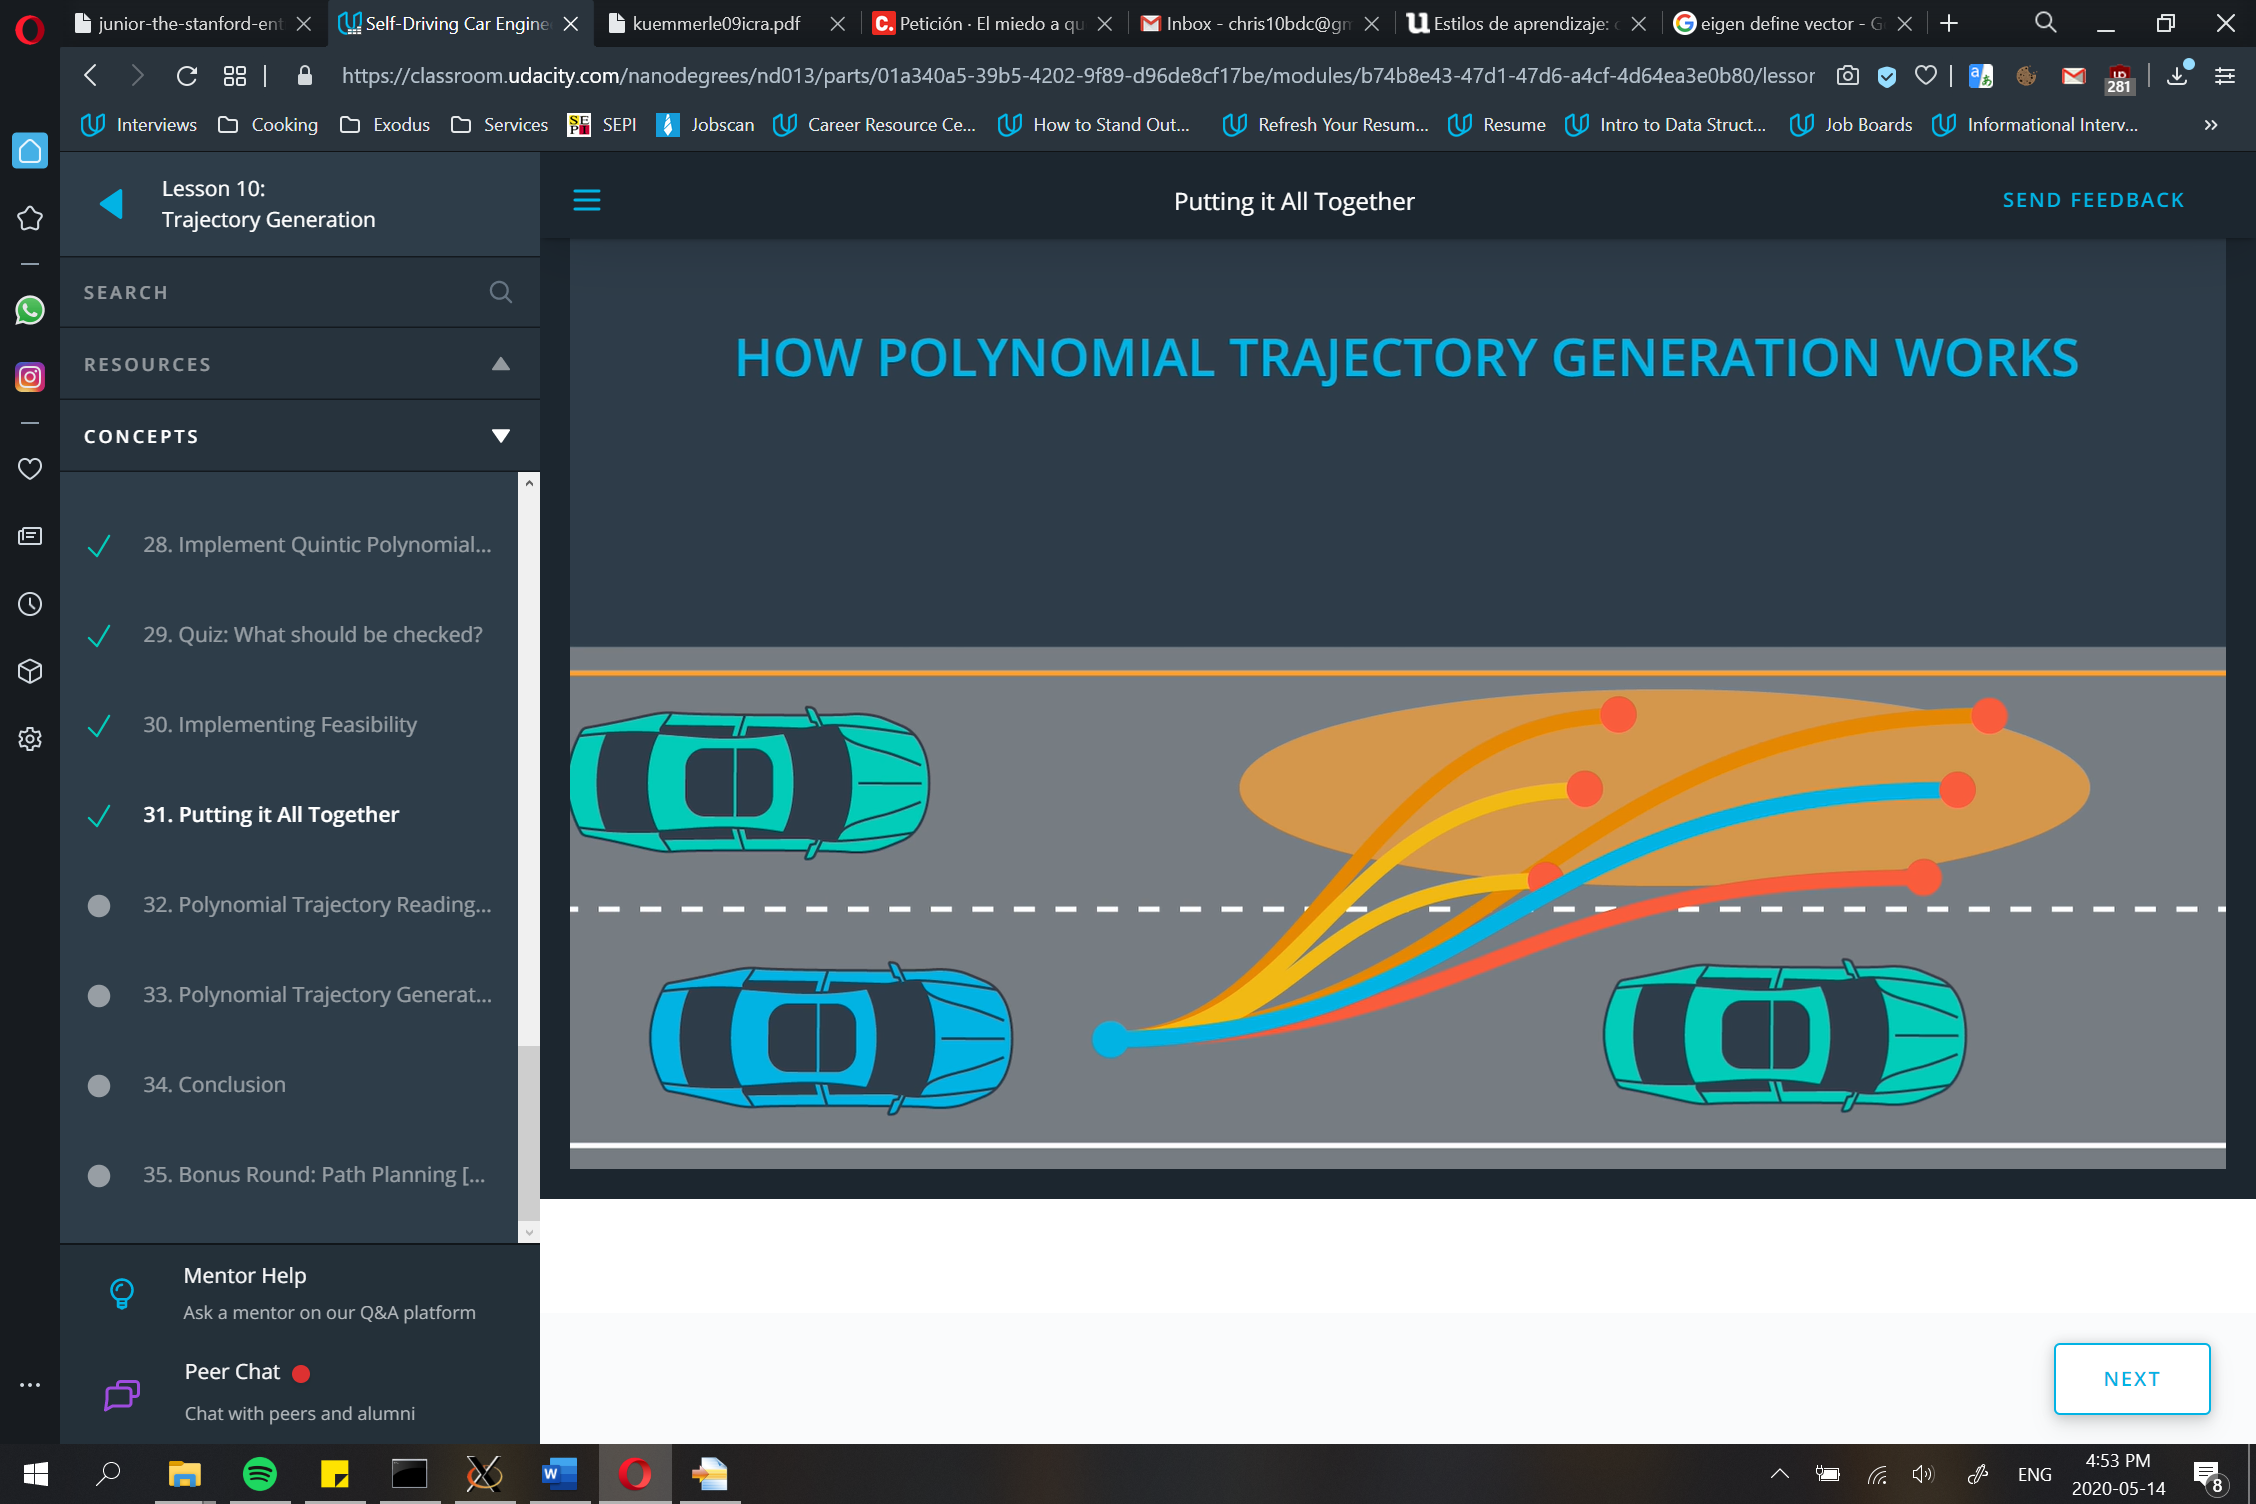 junior-the-stanford-ent
Self-Driving Car Engine
kuemmerle09icra.pdf
Petición · El miedo a qu
Inbox - chris10bdc@gm
Estilos de aprendizaje:
eigen define vector - G
https://classroom.udacity.com/nanodegrees/nd013/parts/01a340a5-39b5-4202-9f89-d96de8cf17be/modules/b74b8e43-47d1-47d6-a4cf-4d64ea3e0b80/lessor
281
Interviews
Cooking
Exodus
Services
SEPI
Jobscan
Career Resource Ce...
How to Stand Out...
Refresh Your Resum...
Resume
Intro to Data Struct...
Job Boards
Informational Interv...
»
Lesson 10:
Trajectory Generation
Putting it All Together
SEND FEEDBACK
SEARCH
RESOURCES
CONCEPTS
28. Implement Quintic Polynomial...
29. Quiz: What should be checked?
30. Implementing Feasibility
31. Putting it All Together
32. Polynomial Trajectory Reading...
33. Polynomial Trajectory Generat...
34. Conclusion
35. Bonus Round: Path Planning [...
HOW POLYNOMIAL TRAJECTORY GENERATION WORKS
Mentor Help
Ask a mentor on our Q&A platform
Peer Chat
Chat with peers and alumni
NEXT
ENG
4:53 PM
2020-05-14
8